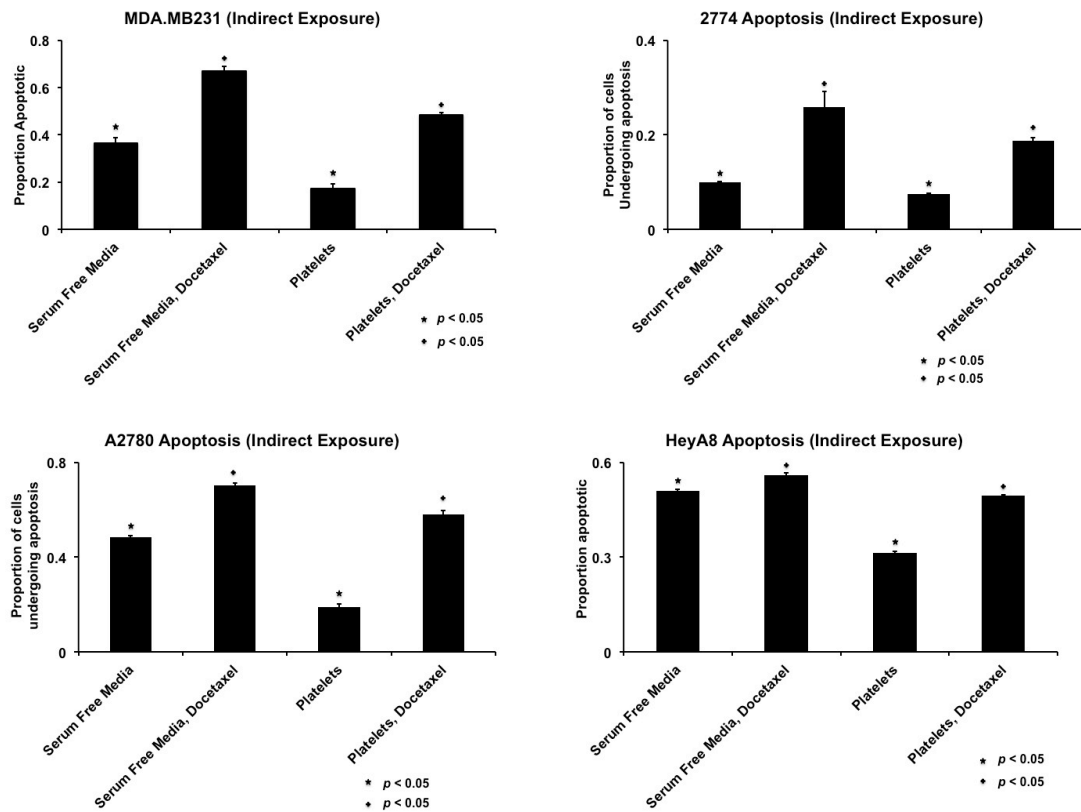 MDA.MB231 (Indirect Exposure)
Proportion Apoptotic
0.8
0.6
0.4
0.2
0
★
✦
★
✦
Serum Free Media
Serum Free Media, Docetaxel
Platelets
Platelets, Docetaxel
★ p < 0.05
✦ p < 0.05
2774 Apoptosis (Indirect Exposure)
Proportion of cells
Undergoing apoptosis
0.4
0.2
0
★
✦
★
✦
Serum Free Media
Serum Free Media, Docetaxel
Platelets
Platelets, Docetaxel
★ p < 0.05
✦ p < 0.05
A2780 Apoptosis (Indirect Exposure)
Proportion of cells
undergoing apoptosis
0.8
0.4
0
★
✦
★
✦
Serum Free Media
Serum Free Media, Docetaxel
Platelets
Platelets, Docetaxel
★ p < 0.05
✦ p < 0.05
HeyA8 Apoptosis (Indirect Exposure)
Proportion apoptotic
0.6
0.3
0
★
✦
★
✦
Serum Free Media
Serum Free Media, Docetaxel
Platelets
Platelets, Docetaxel
★ p < 0.05
✦ p < 0.05